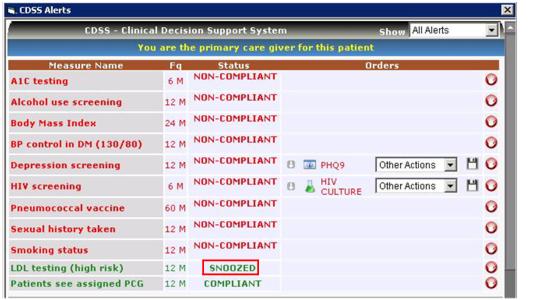 CDSS Alerts
CDSS - Clinical Decision Support System Show All Alerts
You are the primary care giver for this patient
Measure Name Fq Status Orders
A1C testing 6 M NON-COMPLIANT
Alcohol use screening 12 M NON-COMPLIANT
Body Mass Index 24 M NON-COMPLIANT
BP control in DM (130/80) 12 M NON-COMPLIANT
Depression screening 12 M NON-COMPLIANT PHQ9 Other Actions
HIV screening 6 M NON-COMPLIANT HIV CULTURE Other Actions
Pneumococcal vaccine 60 M NON-COMPLIANT
Sexual history taken 12 M NON-COMPLIANT
Smoking status 12 M NON-COMPLIANT
LDL testing (high risk) 12 M SNOOZED
Patients see assigned PCG 12 M COMPLIANT